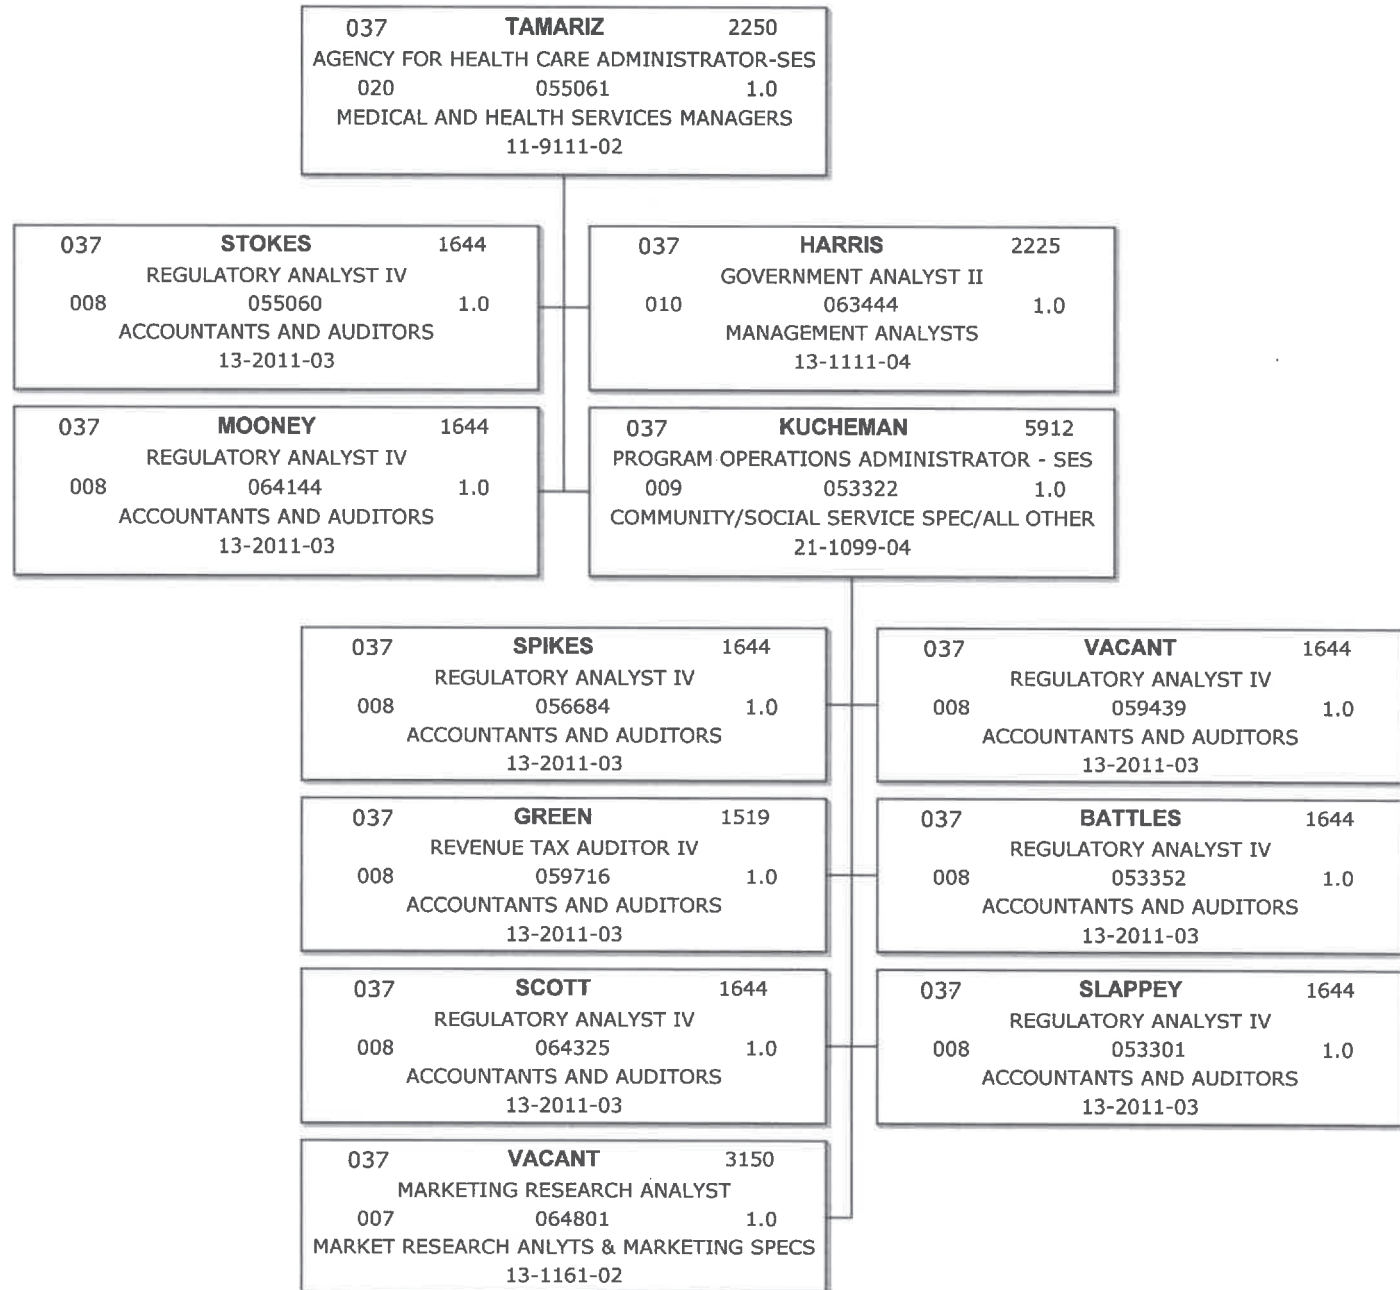 037 TAMARIZ 2250
AGENCY FOR HEALTH CARE ADMINISTRATOR-SES
020 055061 1.0
MEDICAL AND HEALTH SERVICES MANAGERS
11-9111-02
037 STOKES 1644
REGULATORY ANALYST IV
008 055060 1.0
ACCOUNTANTS AND AUDITORS
13-2011-03
037 HARRIS 2225
GOVERNMENT ANALYST II
010 063444 1.0
MANAGEMENT ANALYSTS
13-1111-04
037 MOONEY 1644
REGULATORY ANALYST IV
008 064144 1.0
ACCOUNTANTS AND AUDITORS
13-2011-03
037 KUCHEMAN 5912
PROGRAM OPERATIONS ADMINISTRATOR - SES
009 053322 1.0
COMMUNITY/SOCIAL SERVICE SPEC/ALL OTHER
21-1099-04
037 SPIKES 1644
REGULATORY ANALYST IV
008 056684 1.0
ACCOUNTANTS AND AUDITORS
13-2011-03
037 VACANT 1644
REGULATORY ANALYST IV
008 059439 1.0
ACCOUNTANTS AND AUDITORS
13-2011-03
037 GREEN 1519
REVENUE TAX AUDITOR IV
008 059716 1.0
ACCOUNTANTS AND AUDITORS
13-2011-03
037 BATTLES 1644
REGULATORY ANALYST IV
008 053352 1.0
ACCOUNTANTS AND AUDITORS
13-2011-03
037 SCOTT 1644
REGULATORY ANALYST IV
008 064325 1.0
ACCOUNTANTS AND AUDITORS
13-2011-03
037 SLAPPEY 1644
REGULATORY ANALYST IV
008 053301 1.0
ACCOUNTANTS AND AUDITORS
13-2011-03
037 VACANT 3150
MARKETING RESEARCH ANALYST
007 064801 1.0
MARKET RESEARCH ANLYTS & MARKETING SPECS
13-1161-02